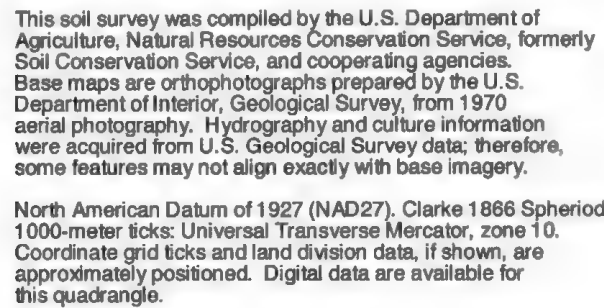 This soil survey was compiled by the U.S. Department of
Agriculture, Natural Resources Conservation Service, formerly
Soil Conservation Service, and cooperating agencies.
Base maps are orthophotographs prepared by the U.S.
Department of Interior, Geological Survey, from 1970
aerial photography.  Hydrography and culture information
were acquired from U.S. Geological Survey data; therefore,
some features may not align exactly with base imagery.

North American Datum of 1927 (NAD27). Clarke 1866 Spheriod
1000-meter ticks: Universal Transverse Mercator, zone 10.
Coordinate grid ticks and land division data, if shown, are
approximately positioned.  Digital data are available for
this quadrangle.